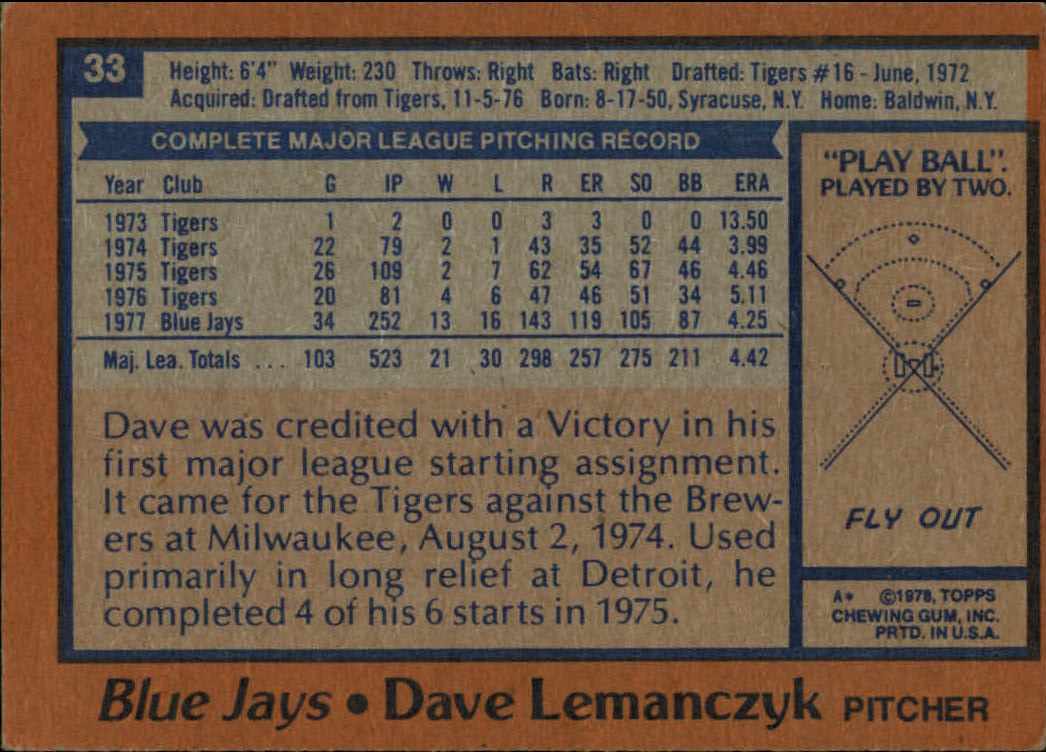 33
Height: 6'4" Weight: 230 Throws: Right Bats: Right Drafted: Tigers #16 - June, 1972
Acquired: Drafted from Tigers, 11-5-76 Born: 8-17-50, Syracuse, N.Y. Home: Baldwin, N.Y.
COMPLETE MAJOR LEAGUE PITCHING RECORD
Year Club G IP W L R ER SO BB ERA
1973 Tigers 1 2 0 0 3 3 0 0 13.50
1974 Tigers 22 79 2 1 43 35 52 44 3.99
1975 Tigers 26 109 2 7 62 54 67 46 4.46
1976 Tigers 20 81 4 6 47 46 51 34 5.11
1977 Blue Jays 34 252 13 16 143 119 105 87 4.25
Maj. Lea. Totals ... 103 523 21 30 298 257 275 211 4.42
Dave was credited with a Victory in his
first major league starting assignment.
It came for the Tigers against the Brew-
ers at Milwaukee, August 2, 1974. Used
primarily in long relief at Detroit, he
completed 4 of his 6 starts in 1975.
"PLAY BALL".
PLAYED BY TWO.
FLY OUT
A* ©1978, TOPPS
CHEWING GUM, INC.
PRTD. IN U.S.A.
Blue Jays • Dave Lemanczyk PITCHER